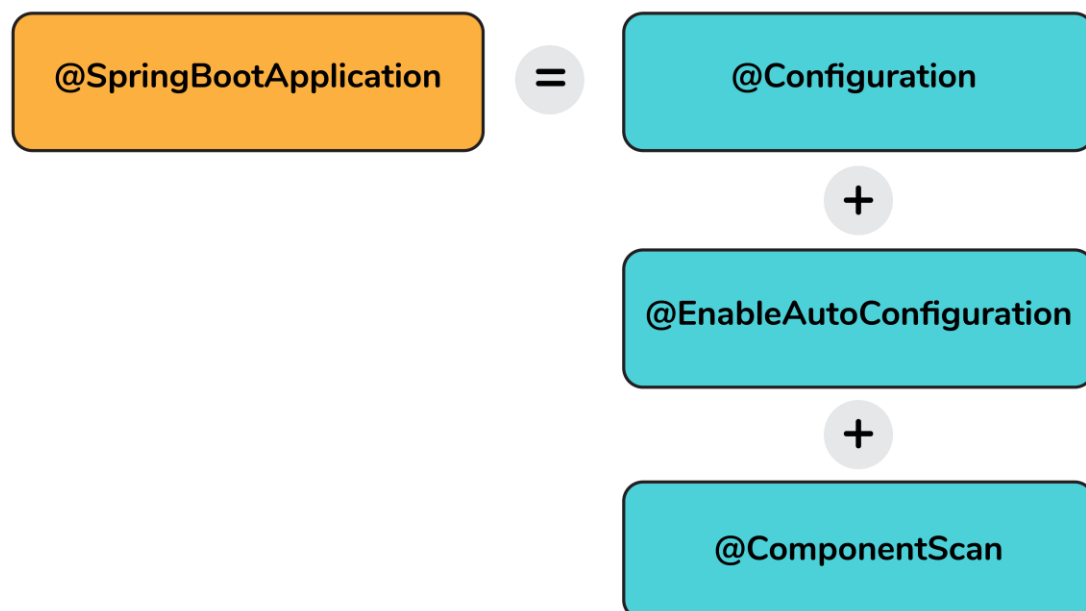 @SpringBootApplication
=
@Configuration
+
@EnableAutoConfiguration
+
@ComponentScan